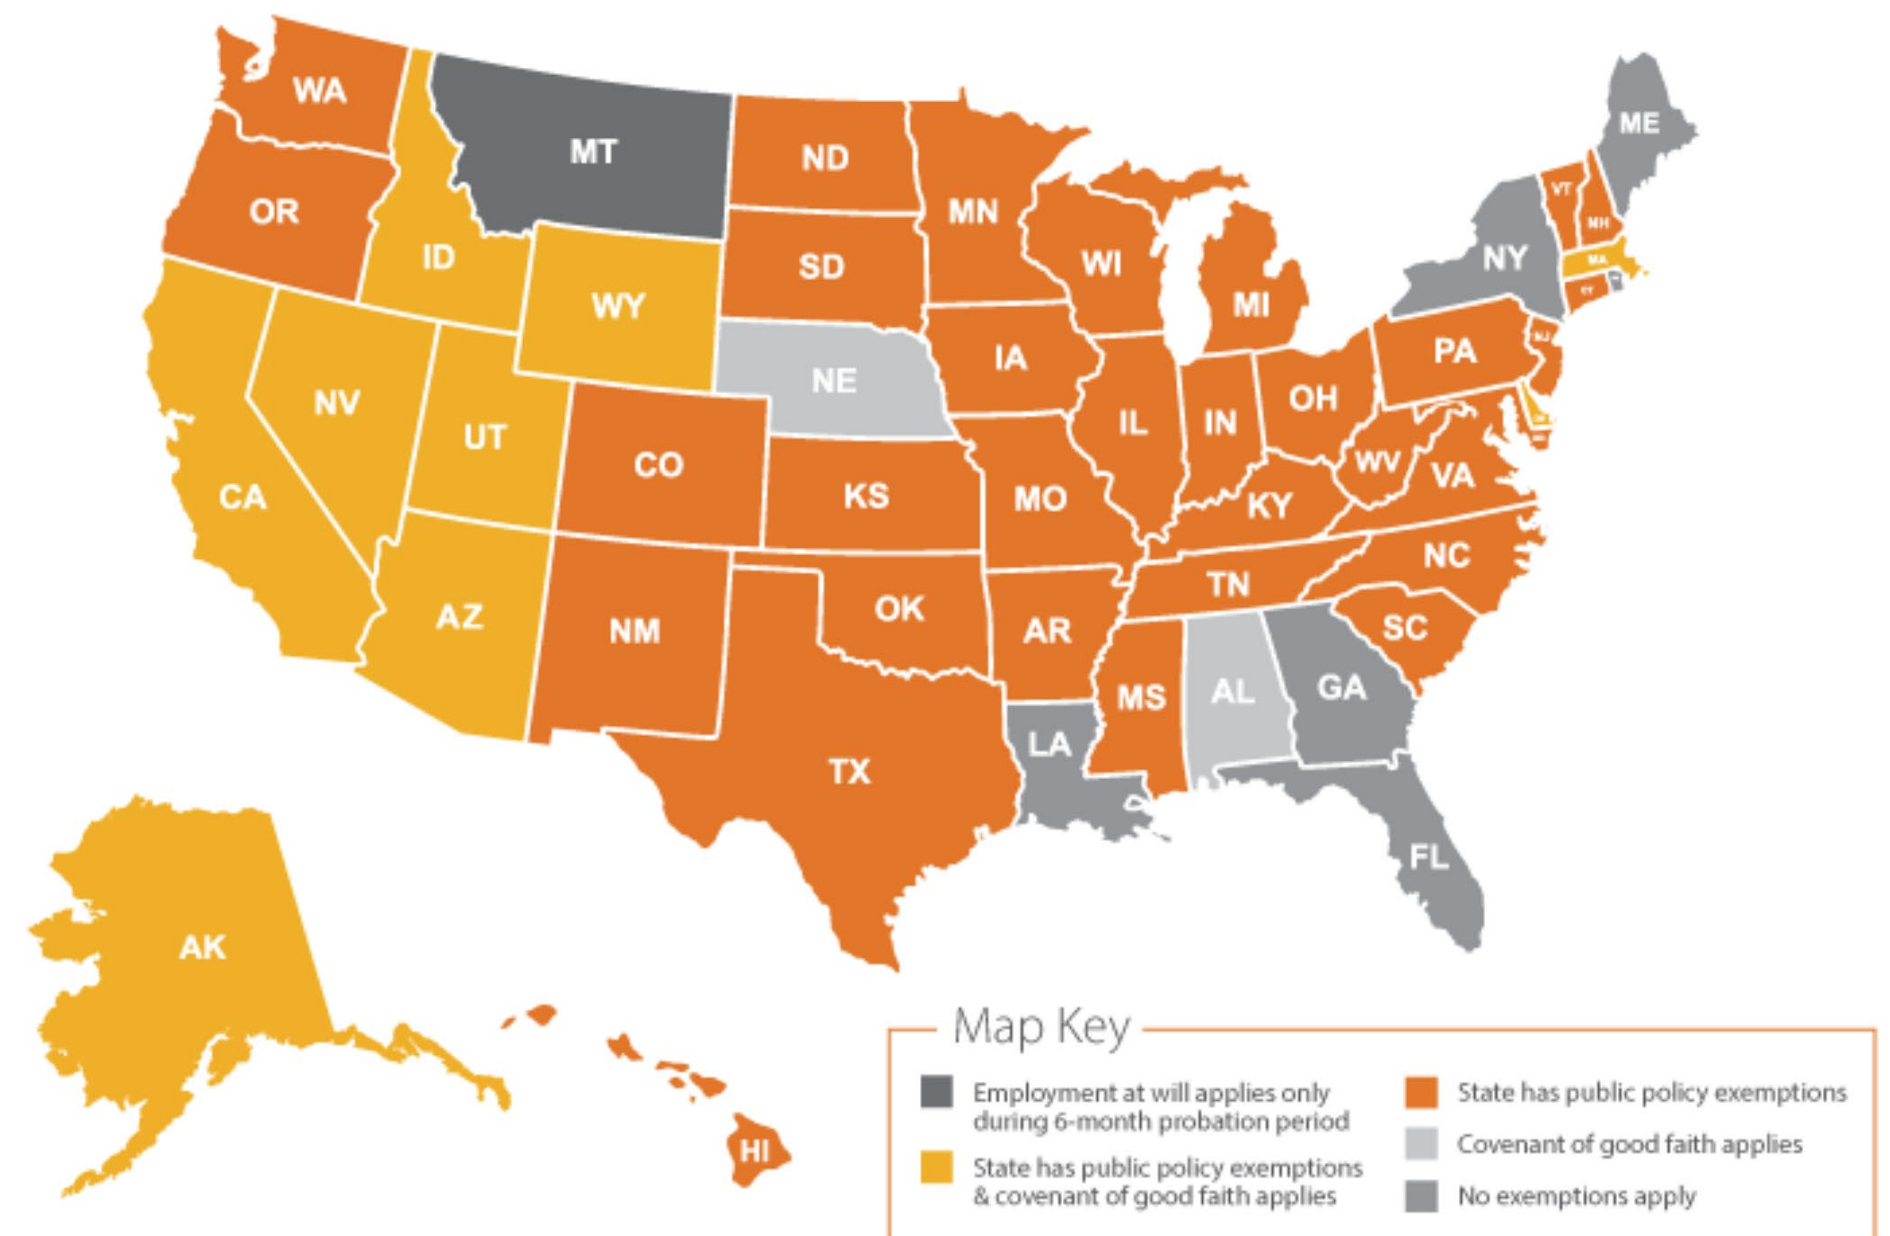 WA
MT
ND
MN
ME
OR
ID
SD
WI
MI
NY
VT
NH
MA
CT
WY
NE
IA
PA
NJ
NV
UT
CO
KS
MO
IL
IN
OH
WV
VA
KY
CA
AZ
NM
OK
AR
TN
NC
SC
MS
AL
GA
LA
TX
FL
AK
HI
Map Key
Employment at will applies only
during 6-month probation period
State has public policy exemptions
& covenant of good faith applies
State has public policy exemptions
Covenant of good faith applies
No exemptions apply